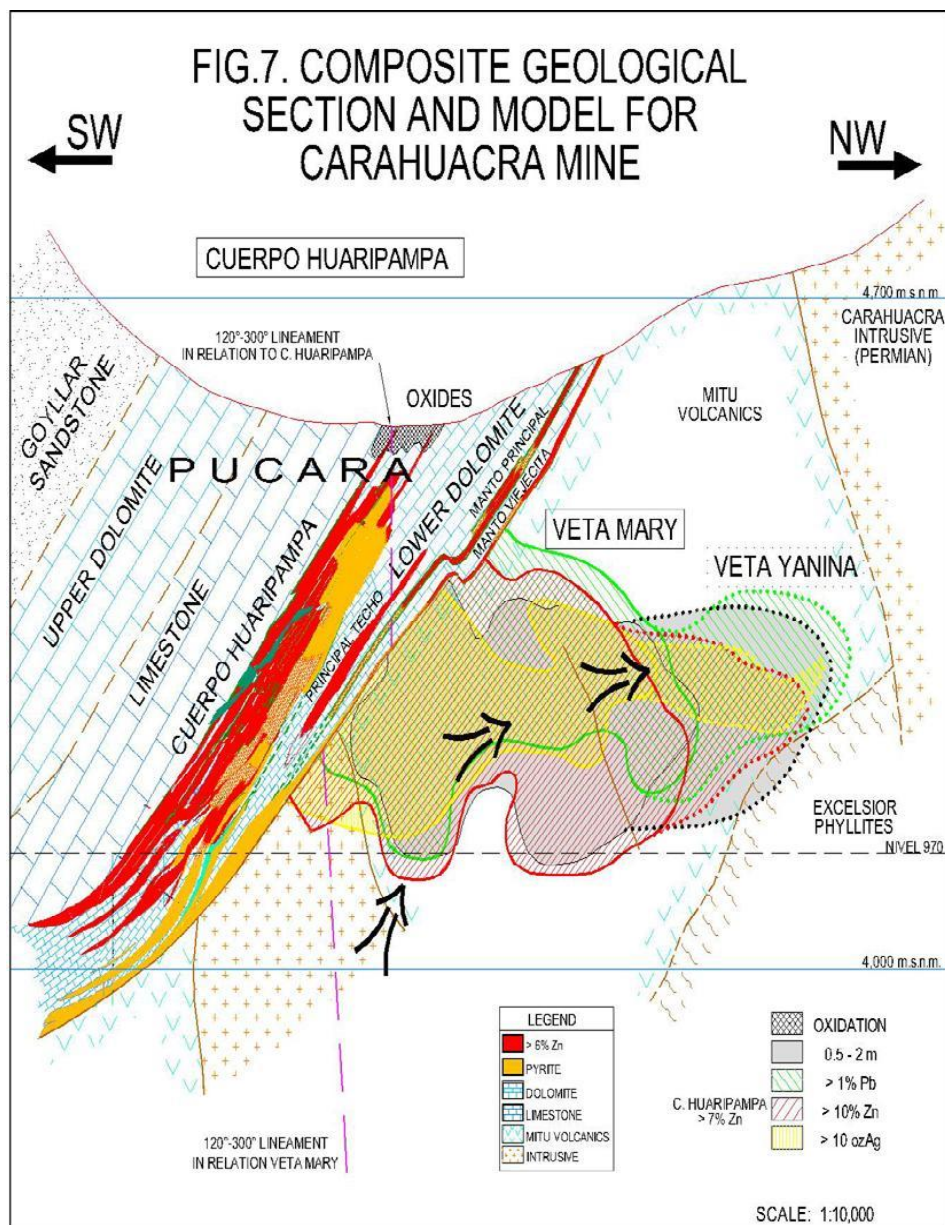 FIG.7. COMPOSITE GEOLOGICAL
SECTION AND MODEL FOR
CARAHUACRA MINE
SW
NW
CUERPO HUARIPAMPA
4,700 m s.n.m.
120°-300° LINEAMENT
IN RELATION TO C. HUARIPAMPA
CARAHUACRA
INTRUSIVE
(PERMIAN)
OXIDES
MITU
VOLCANICS
GOYLLAR
SANDSTONE
PUCARA
UPPER DOLOMITE
LIMESTONE
CUERPO HUARIPAMPA
LOWER DOLOMITE
PRINCIPAL TECHO
MANTO PRINCIPAL
MANTO VIEJECITA
VETA MARY
VETA YANINA
EXCELSIOR
PHYLLITES
NIVEL 970
4,000 m.s.n.m.
LEGEND
> 6% Zn
PYRITE
DOLOMITE
LIMESTONE
MITU VOLCANICS
INTRUSIVE
OXIDATION
0.5 - 2 m
> 1% Pb
C. HUARIPAMPA
> 7% Zn
> 10% Zn
> 10 ozAg
120°-300° LINEAMENT
IN RELATION VETA MARY
SCALE: 1:10,000